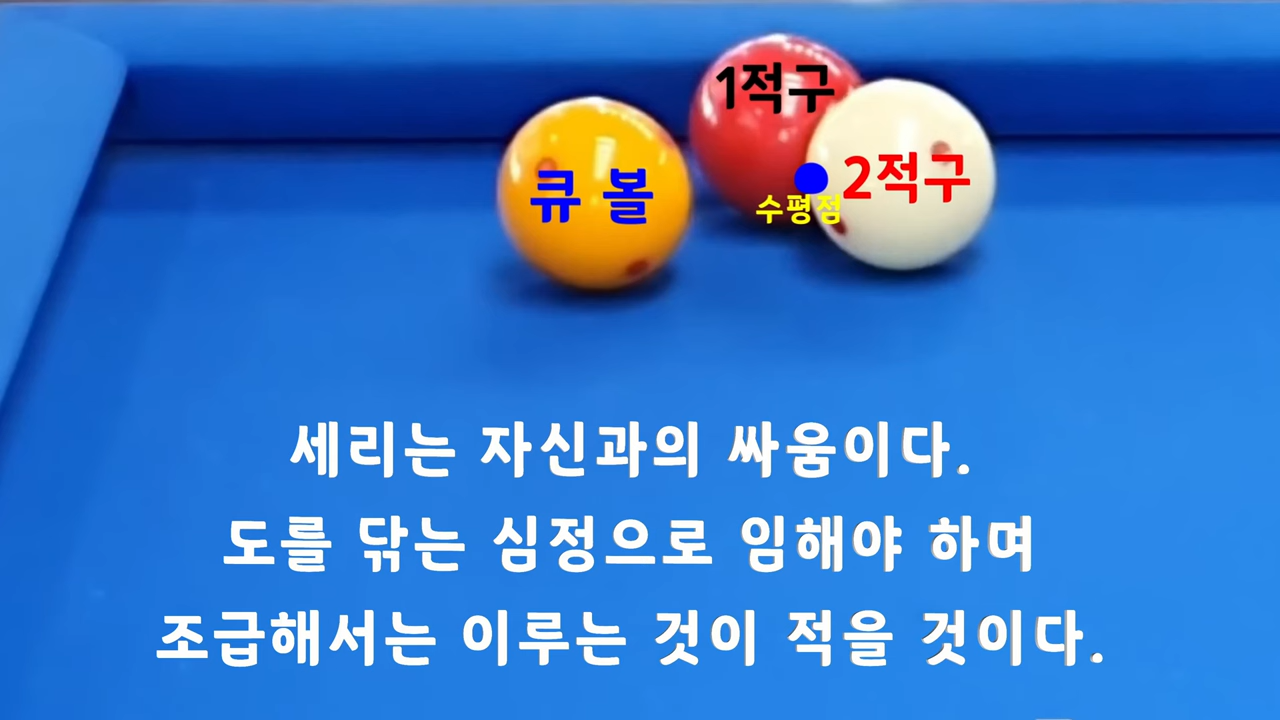 1적구
큐 볼
2적구
수평점
세리는 자신과의 싸움이다.
도를 닦는 심정으로 임해야 하며
조급해서는 이루는 것이 적을 것이다.